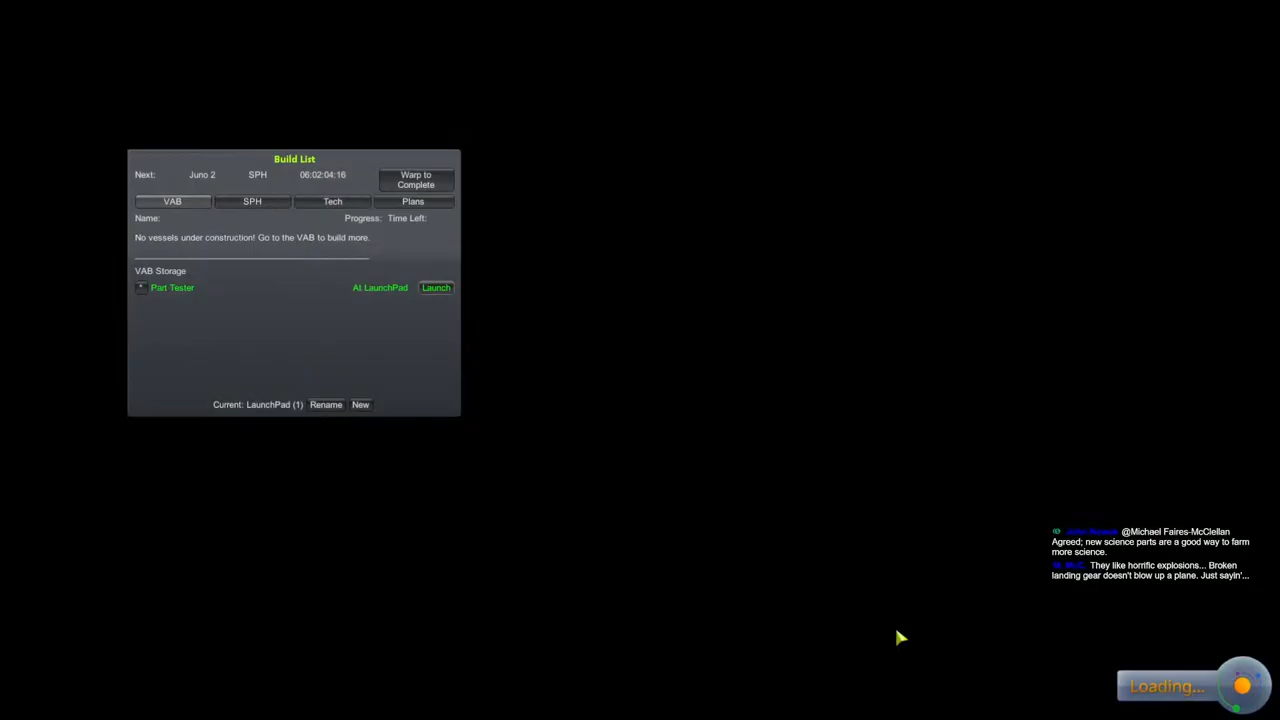 Build List
Next: Juno 2 SPH 06:02:04:16 Warp to Complete
VAB SPH Tech Plans
Name: Progress: Time Left:
No vessels under construction! Go to the VAB to build more.
VAB Storage
* Part Tester At LaunchPad Launch
Current: LaunchPad (1) Rename New
@Michael Faires-McClellan
Agreed; new science parts are a good way to farm
more science.
They like horrific explosions... Broken
landing gear doesn't blow up a plane. Just sayin'...
Loading...